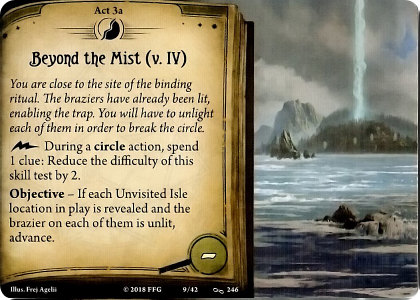 Act 3a
Beyond the Mist (v. IV)
You are close to the site of the binding
ritual. The braziers have already been lit,
enabling the trap. You will have to unlight
each of them in order to break the circle.
During a circle action, spend
1 clue: Reduce the difficulty of this
skill test by 2.
Objective – If each Unvisited Isle
location in play is revealed and the
brazier on each of them is unlit,
advance.
–
Illus. Frej Agelii
© 2018 FFG
9/42
246